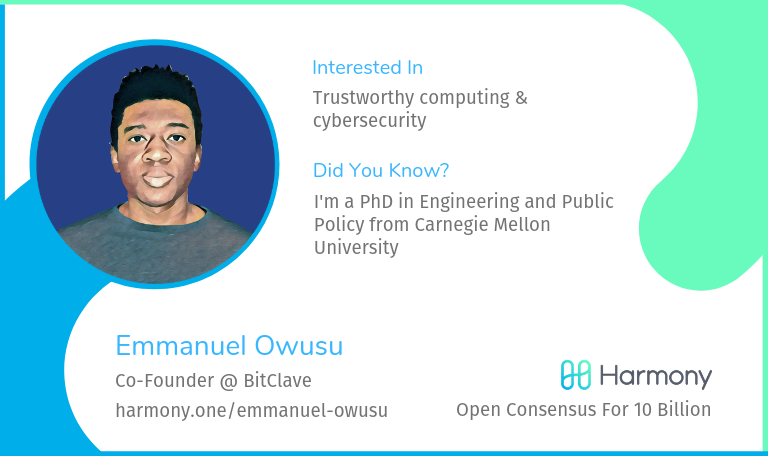 Interested In
Trustworthy computing &
cybersecurity
Did You Know?
I'm a PhD in Engineering and Public
Policy from Carnegie Mellon
University
Emmanuel Owusu
Co-Founder @ BitClave
harmony.one/emmanuel-owusu
Harmony
Open Consensus For 10 Billion